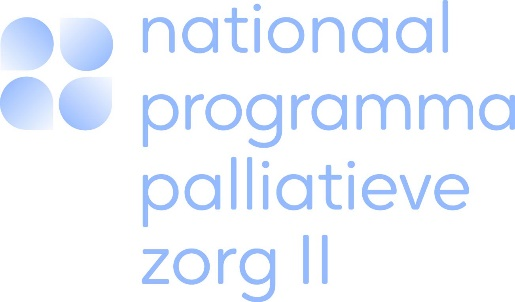 nationaal
programma
palliatieve
zorg II